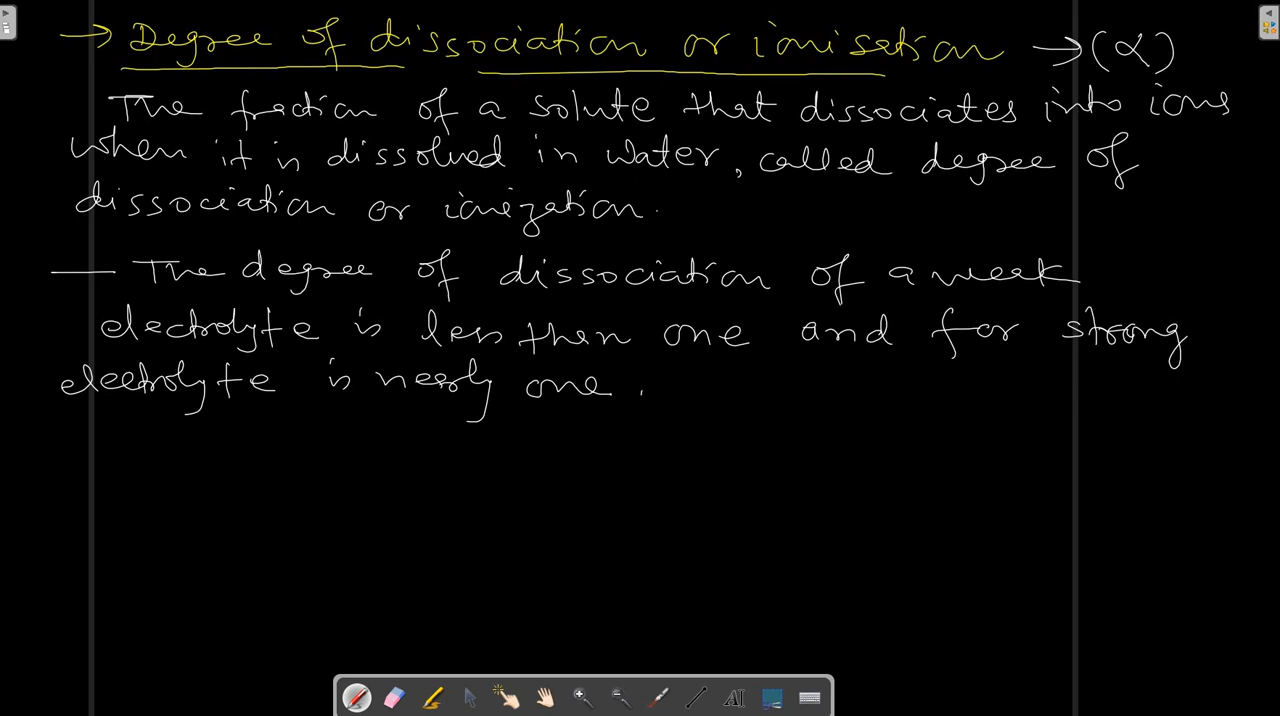 → Degree of dissociation or ionisation → (α)
The fraction of a solute that dissociates into ions
when it is dissolved in water, called degree of
dissociation or ionization.
— The degree of dissociation of a weak
electrolyte is less then one and for strong
electrolyte is nearly one.
AI